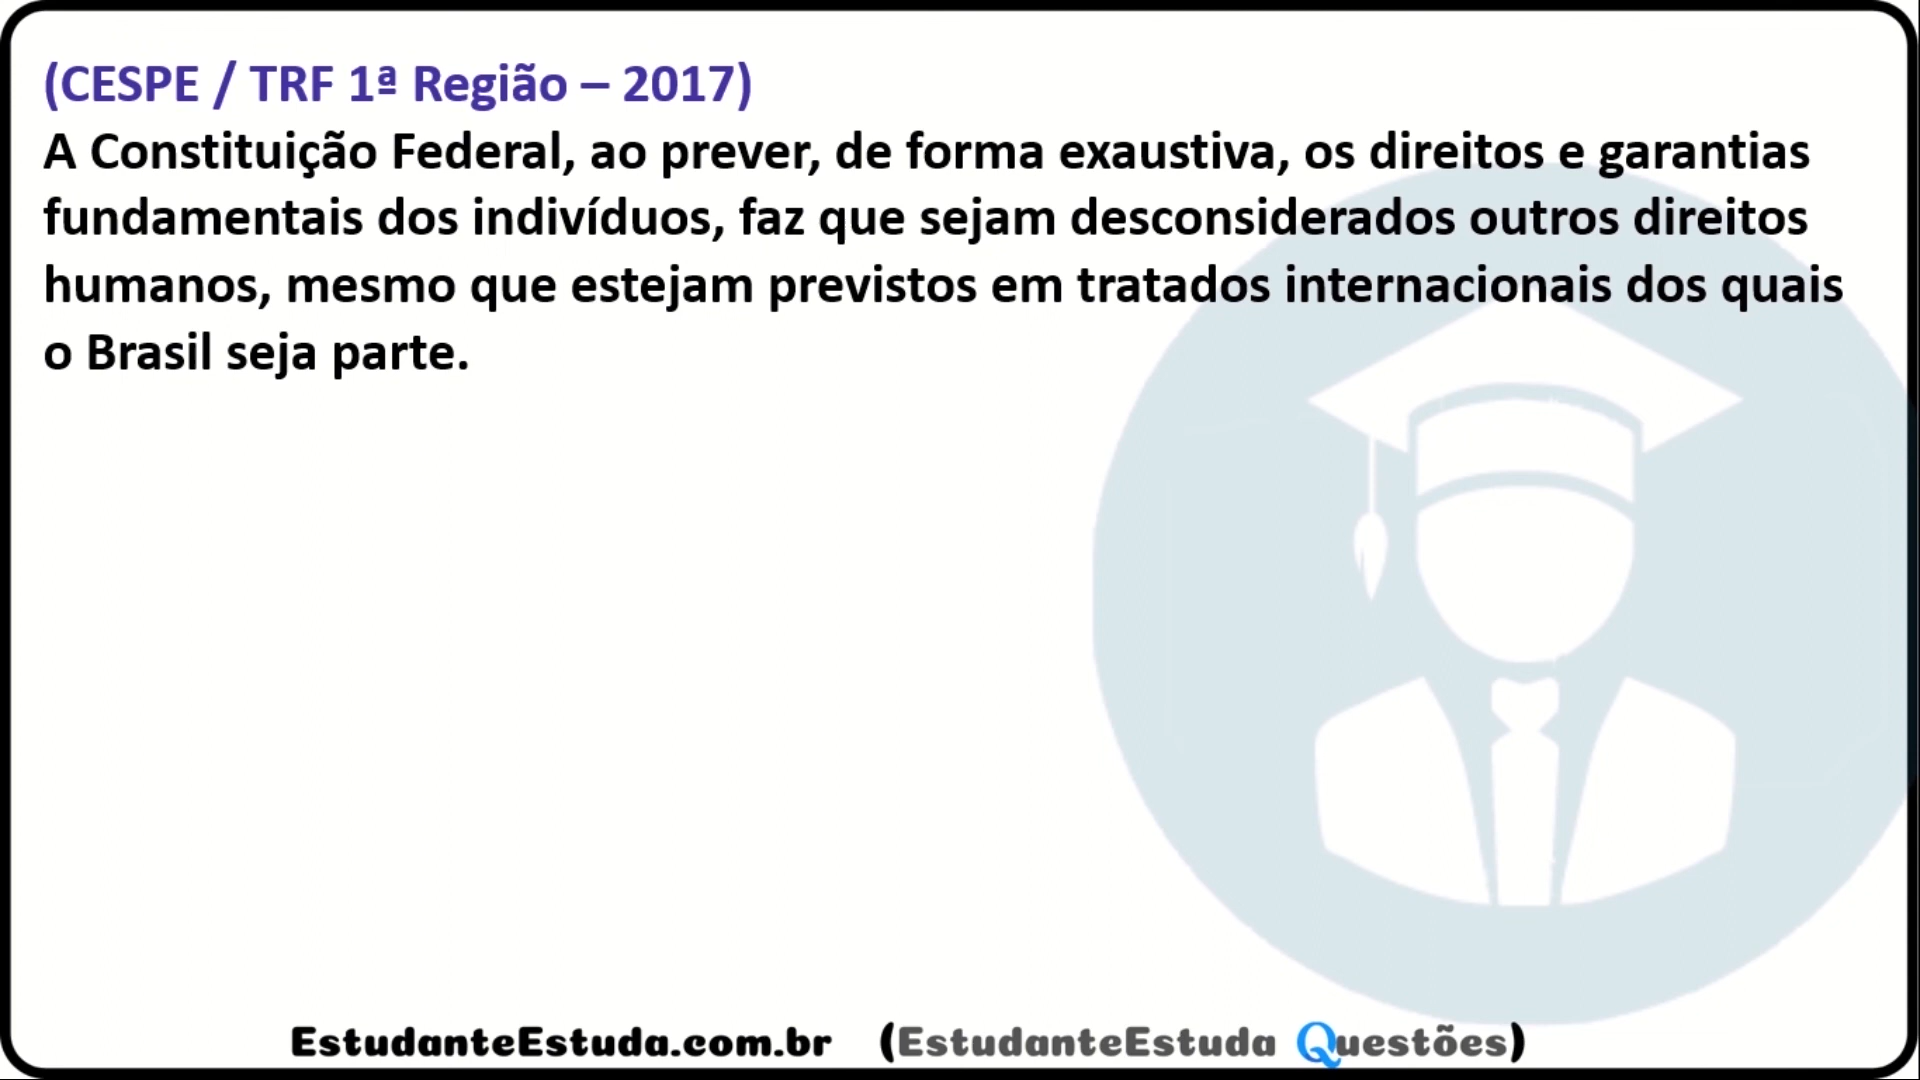 (CESPE / TRF 1ª Região – 2017)
A Constituição Federal, ao prever, de forma exaustiva, os direitos e garantias
fundamentais dos indivíduos, faz que sejam desconsiderados outros direitos
humanos, mesmo que estejam previstos em tratados internacionais dos quais
o Brasil seja parte.
EstudanteEstuda.com.br (EstudanteEstuda Questões)